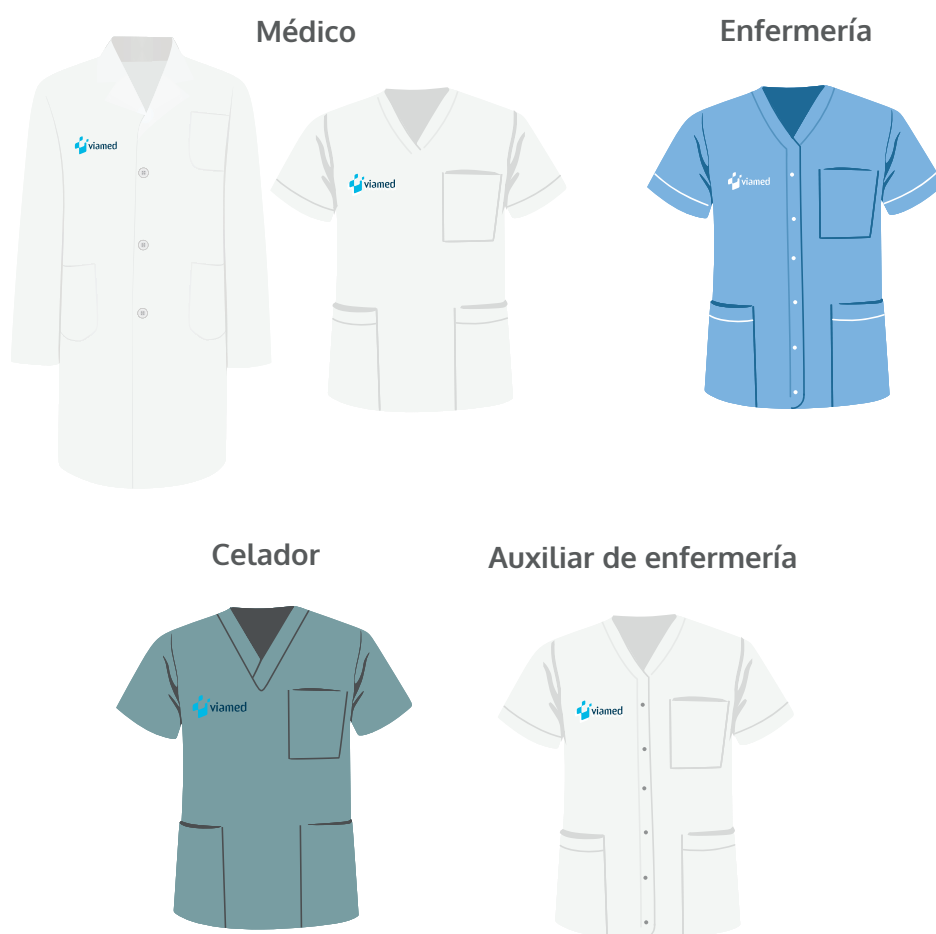 Médico
Enfermería
viamed
viamed
viamed
Celador
Auxiliar de enfermería
viamed
viamed